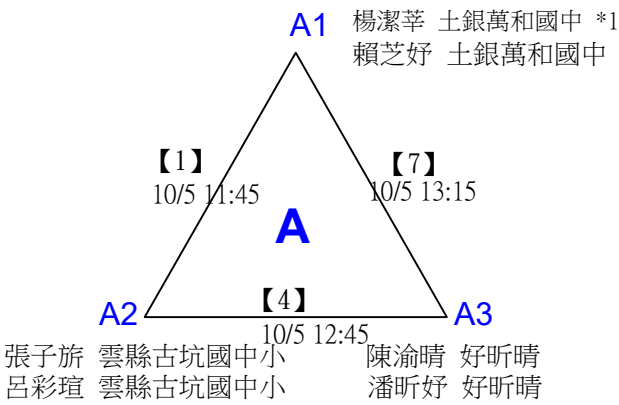 A1 楊潔莘 土銀萬和國中 *1
賴芝妤 土銀萬和國中
【1】 【7】
10/5 11:45 10/5 13:15
A
【4】
A2 A3
10/5 12:45
張子旂 雲縣古坑國中小 陳渝晴 好昕晴
呂彩瑄 雲縣古坑國中小 潘昕妤 好昕晴